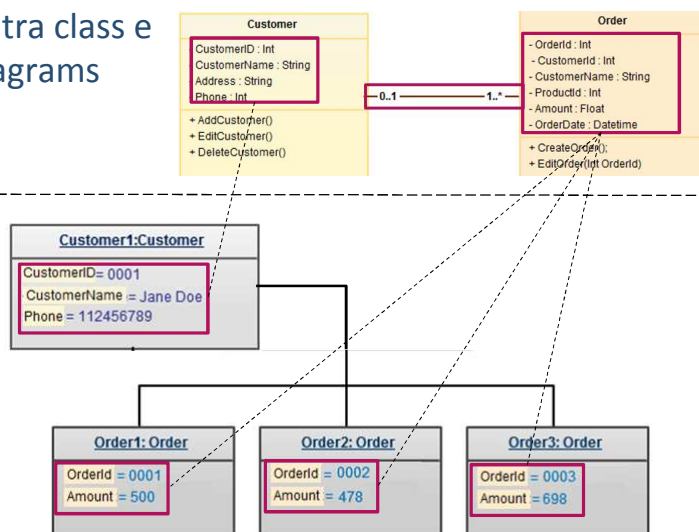 tra class e
agrams
Customer
CustomerID : Int
CustomerName : String
Address : String
Phone : Int
+ AddCustomer()
+ EditCustomer()
+ DeleteCustomer()
0..1
1..*
Order
- OrderId : Int
- CustomerId : Int
- CustomerName : String
- ProductId : Int
- Amount : Float
- OrderDate : Datetime
+ CreateOrder();
+ EditOrder(Int OrderId)
Customer1:Customer
CustomerID= 0001
CustomerName = Jane Doe
Phone = 112456789
Order1: Order
OrderId = 0001
Amount = 500
Order2: Order
OrderId = 0002
Amount = 478
Order3: Order
OrderId = 0003
Amount = 698